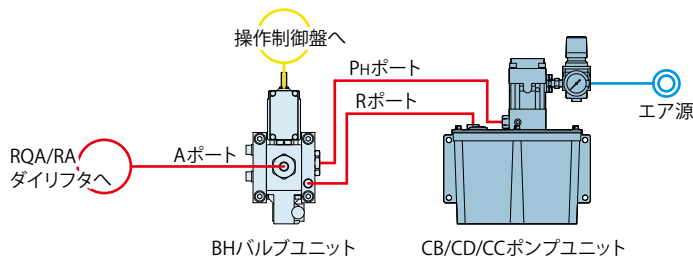 操作制御盤へ
PHポート
Rポート
エア源
Aポート
RQA/RA
ダイリフタへ
BHバルブユニット
CB/CD/CCポンプユニット